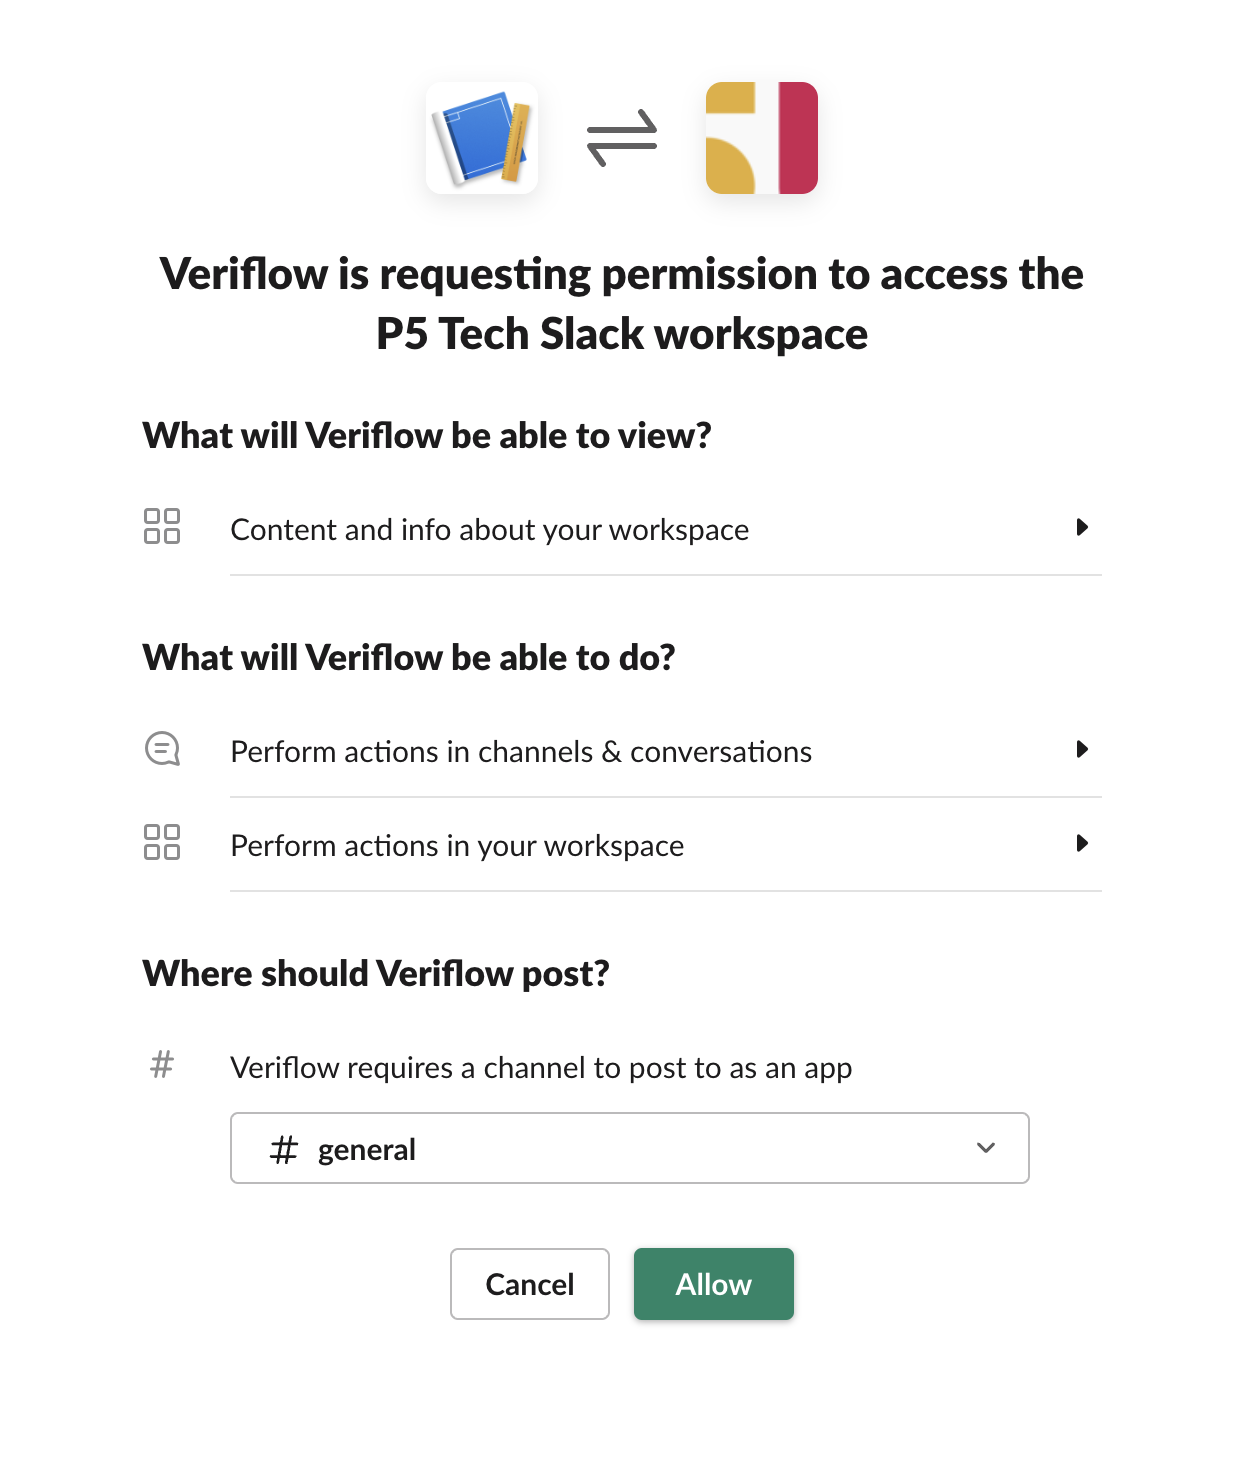 Veriflow is requesting permission to access the
P5 Tech Slack workspace
What will Veriflow be able to view?
Content and info about your workspace
What will Veriflow be able to do?
Perform actions in channels & conversations
Perform actions in your workspace
Where should Veriflow post?
# Veriflow requires a channel to post to as an app
# general
Cancel Allow